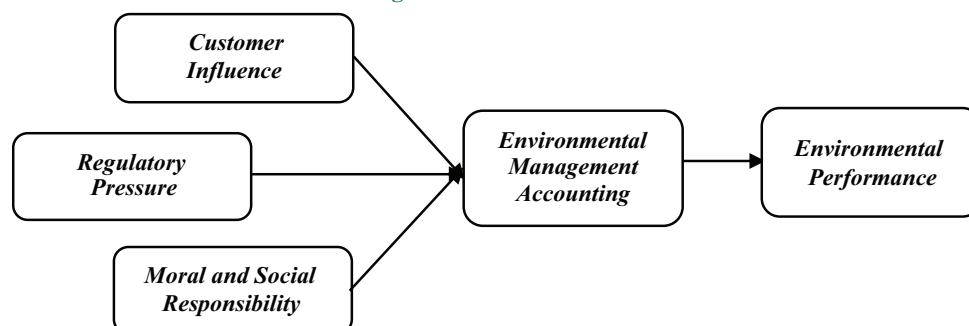 Customer
Influence
Regulatory
Pressure
Moral and Social
Responsibility
Environmental
Management
Accounting
Environmental
Performance